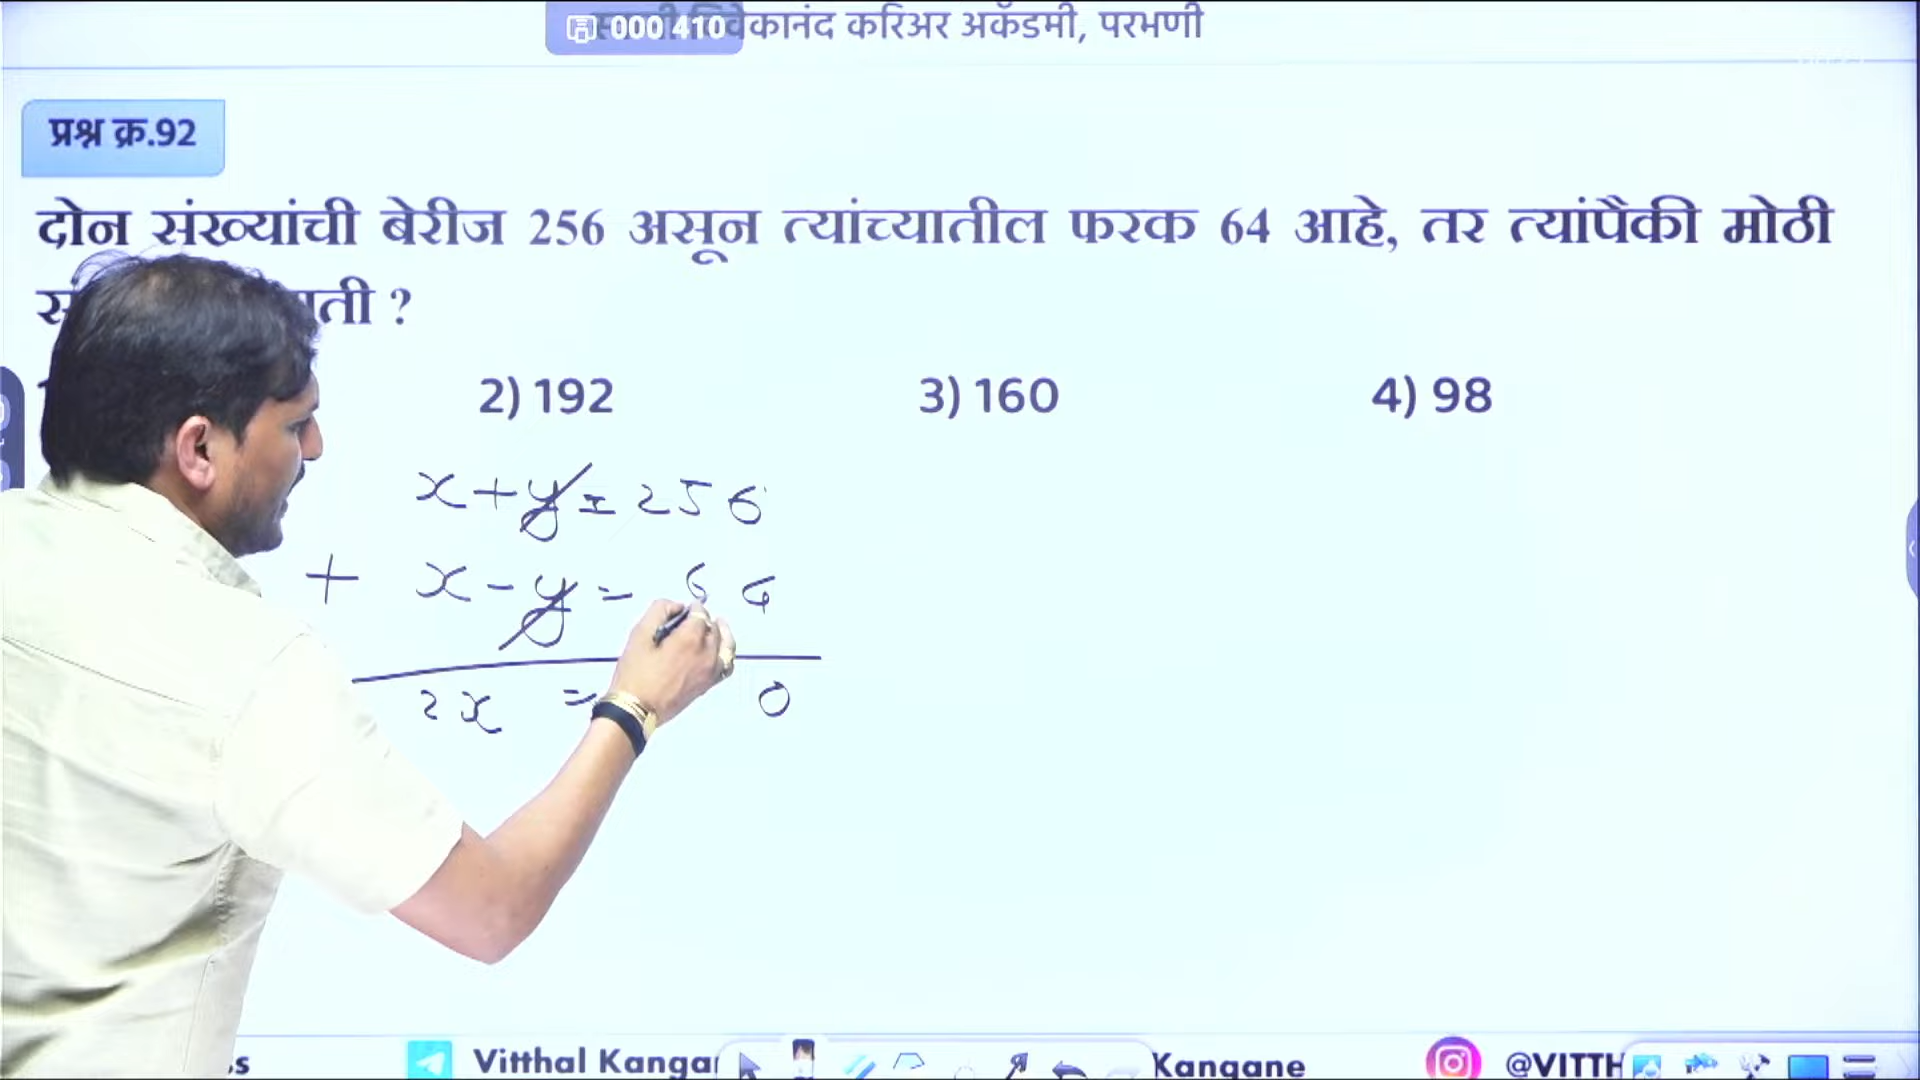 000 410 विवेकानंद करिअर अकॅडमी, परभणी
प्रश्न क्र.92
दोन संख्यांची बेरीज 256 असून त्यांच्यातील फरक 64 आहे, तर त्यांपैकी मोठी
ती ?
2) 192 3) 160 4) 98
x + y = 256
+ x - y = 64
2x = 0
Vitthal Kangane @VITTH